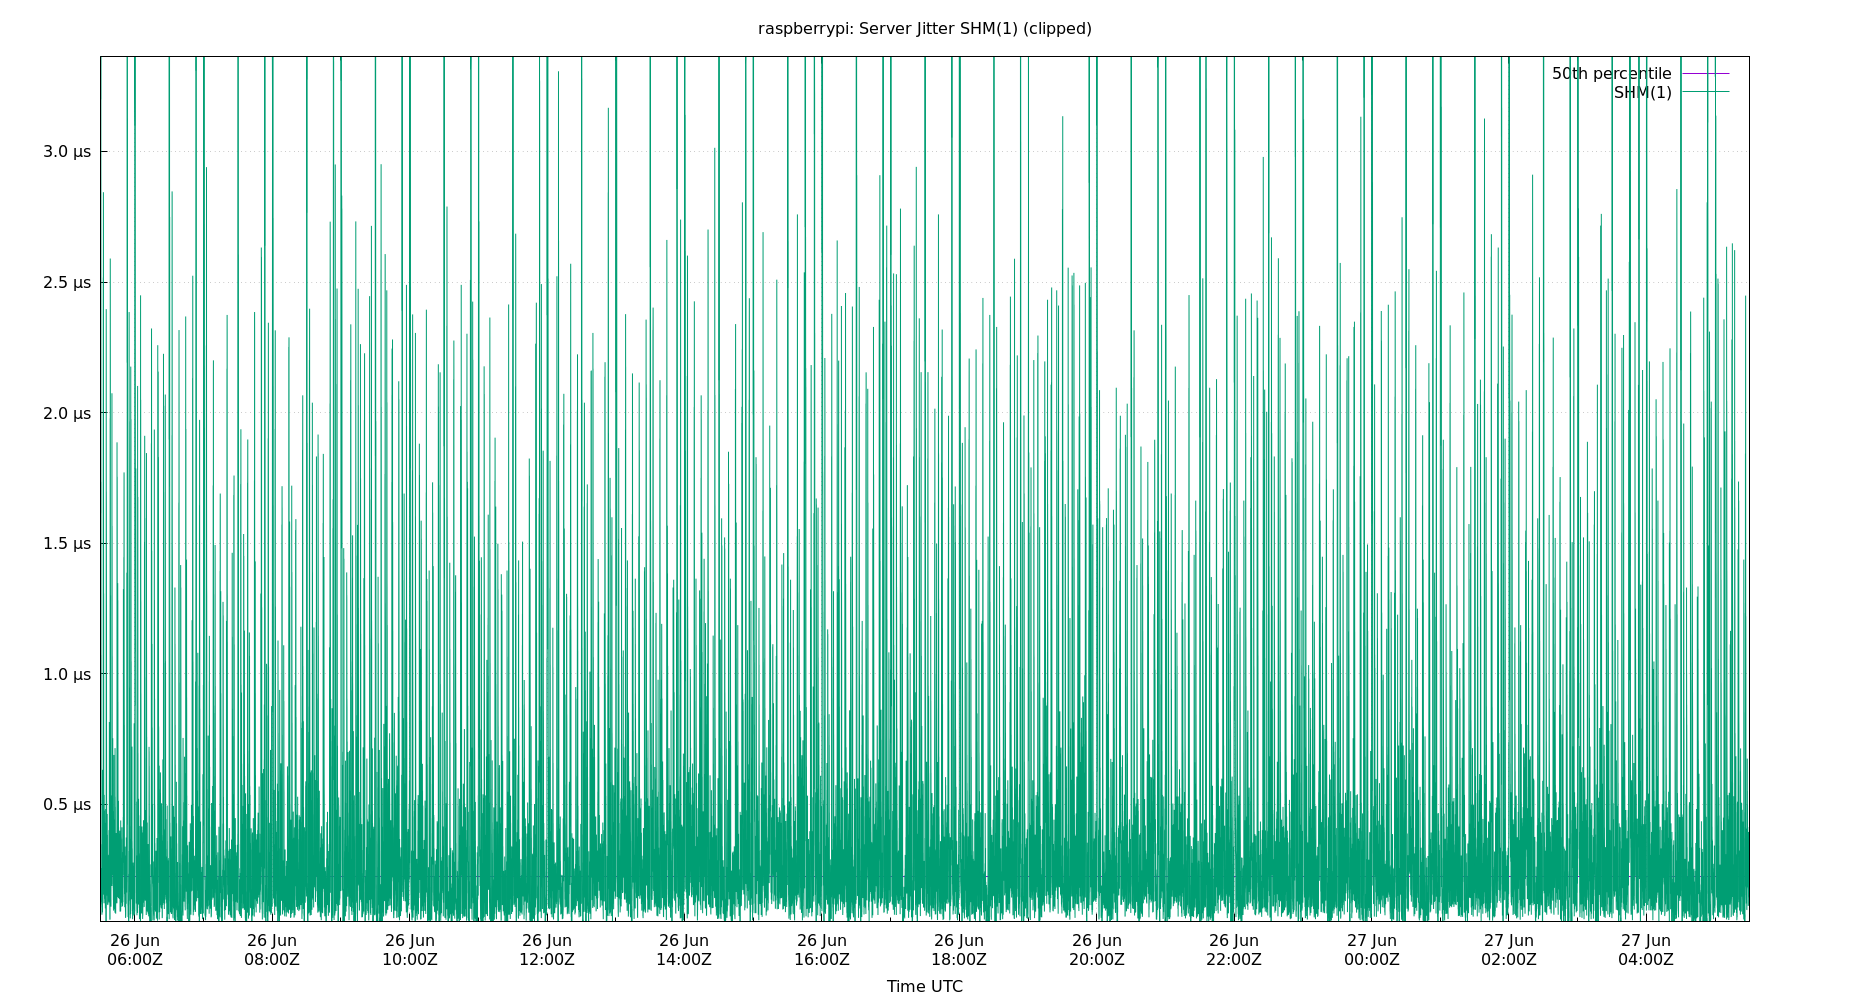 raspberrypi: Server Jitter SHM(1) (clipped)
50th percentile
SHM(1)
3.0 µs
2.5 µs
2.0 µs
1.5 µs
1.0 µs
0.5 µs
26 Jun 26 Jun 26 Jun 26 Jun 26 Jun 26 Jun 26 Jun 26 Jun 26 Jun 27 Jun 27 Jun 27 Jun
06:00Z 08:00Z 10:00Z 12:00Z 14:00Z 16:00Z 18:00Z 20:00Z 22:00Z 00:00Z 02:00Z 04:00Z
Time UTC